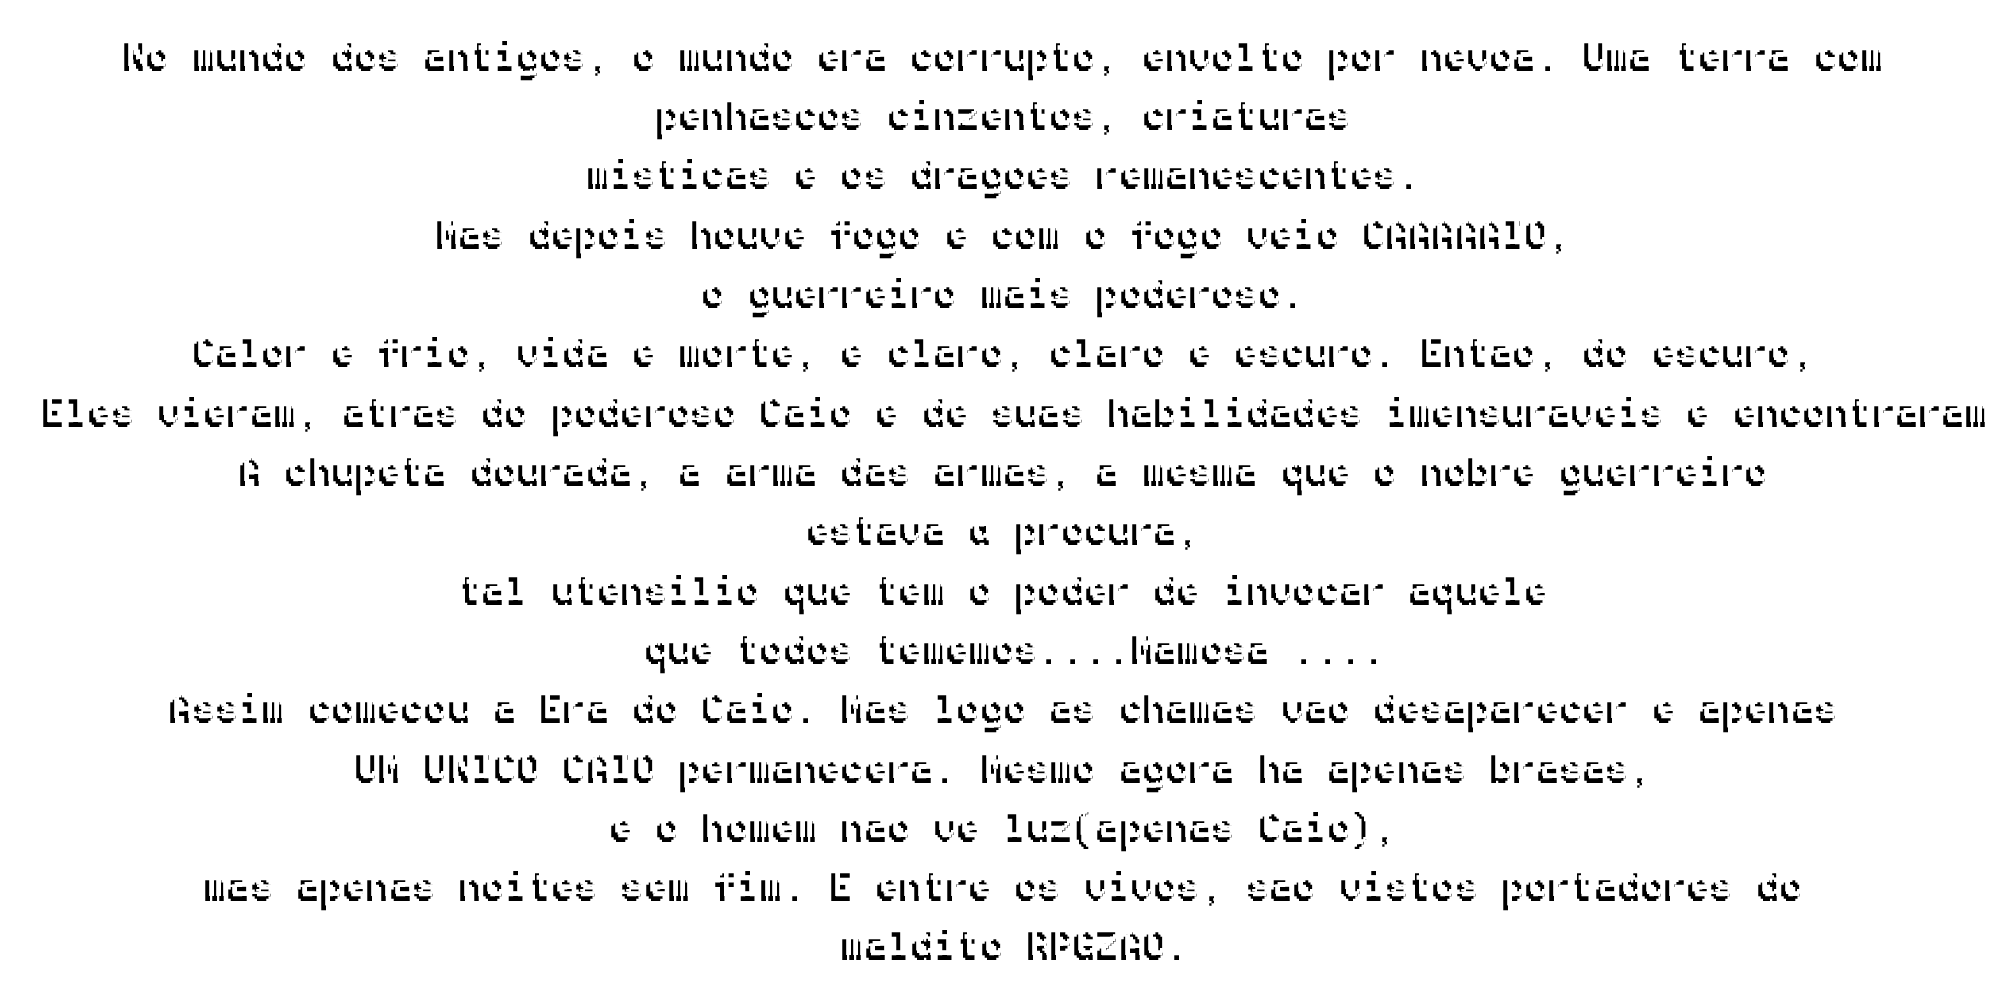 No mundo dos antigos, o mundo era corrupto, envolto por nevoa. Uma terra com
penhascos cinzentos, criaturas
misticas e os dragoes remanescentes.
Mas depois houve fogo e com o fogo veio CAAAAAIO,
o guerreiro mais poderoso.
Calor e frio, vida e morte, e claro, claro e escuro. Entao, do escuro,
Eles vieram, atras do poderoso Caio e de suas habilidades imensuraveis e encontraram
A chupeta dourada, a arma das armas, a mesma que o nobre guerreiro
estava a procura,
tal utensilio que tem o poder de invocar aquele
que todos tememos....Mamosa ....
Assim comecou a Era do Caio. Mas logo as chamas vao desaparecer e apenas
UM UNICO CAIO permanecera. Mesmo agora ha apenas brasas,
e o homem nao ve luz(apenas Caio),
mas apenas noites sem fim. E entre os vivos, sao vistos portadores do
maldito RPGZAO.